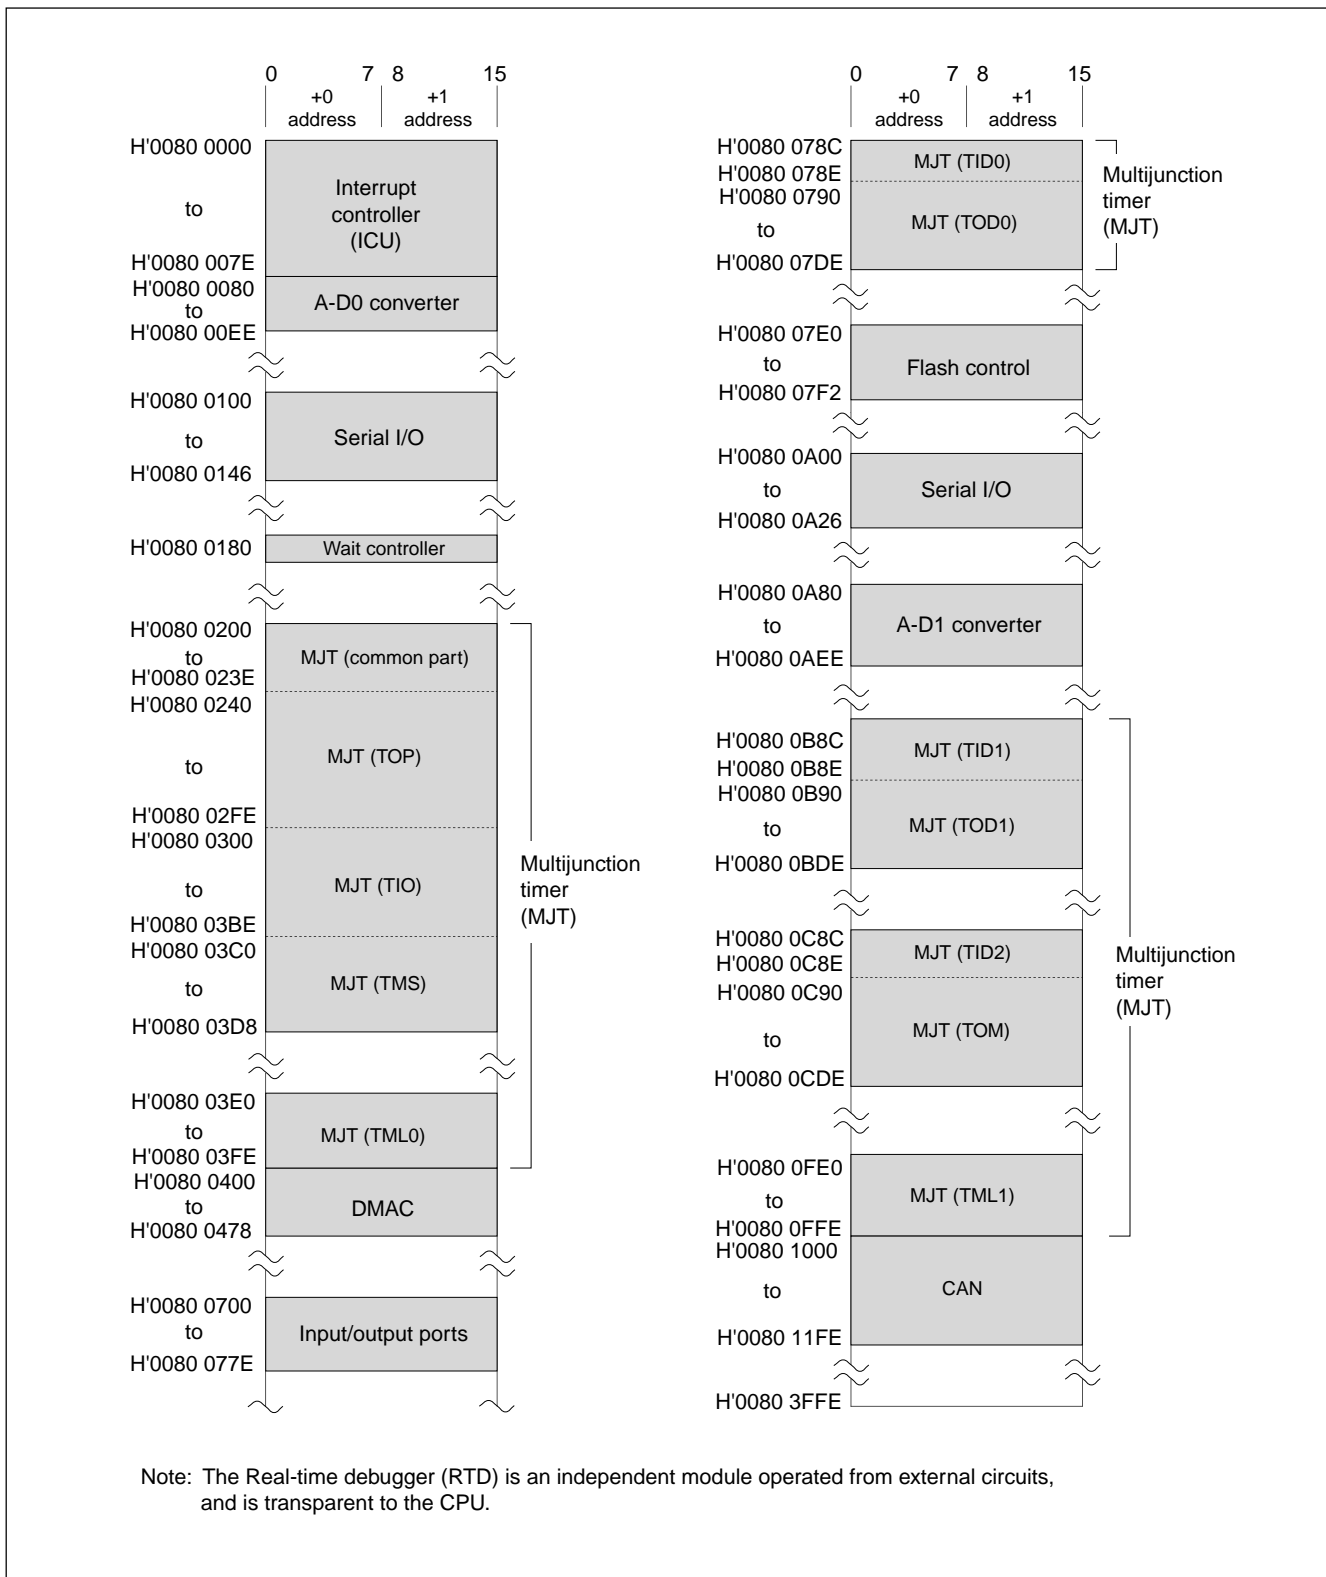 0 7 8 15
+0 +1
address address
H'0080 0000
Interrupt
controller
(ICU)
to
H'0080 007E
H'0080 0080
A-D0 converter
to
H'0080 00EE
H'0080 0100
Serial I/O
to
H'0080 0146
H'0080 0180
Wait controller
H'0080 0200
MJT (common part)
to
H'0080 023E
H'0080 0240
MJT (TOP)
to
H'0080 02FE
H'0080 0300
MJT (TIO)
to
H'0080 03BE
H'0080 03C0
MJT (TMS)
to
H'0080 03D8
Multijunction
timer
(MJT)
H'0080 03E0
to
MJT (TML0)
H'0080 03FE
H'0080 0400
to
DMAC
H'0080 0478
H'0080 0700
to
Input/output ports
H'0080 077E
0 7 8 15
+0 +1
address address
H'0080 078C
MJT (TID0)
H'0080 078E
H'0080 0790
MJT (TOD0)
to
H'0080 07DE
Multijunction
timer
(MJT)
H'0080 07E0
to
Flash control
H'0080 07F2
H'0080 0A00
to
Serial I/O
H'0080 0A26
H'0080 0A80
to
A-D1 converter
H'0080 0AEE
H'0080 0B8C
MJT (TID1)
H'0080 0B8E
H'0080 0B90
MJT (TOD1)
to
H'0080 0BDE
H'0080 0C8C
MJT (TID2)
H'0080 0C8E
H'0080 0C90
MJT (TOM)
to
H'0080 0CDE
Multijunction
timer
(MJT)
H'0080 0FE0
MJT (TML1)
to
H'0080 0FFE
H'0080 1000
CAN
to
H'0080 11FE
H'0080 3FFE
Note: The Real-time debugger (RTD) is an independent module operated from external circuits,
and is transparent to the CPU.